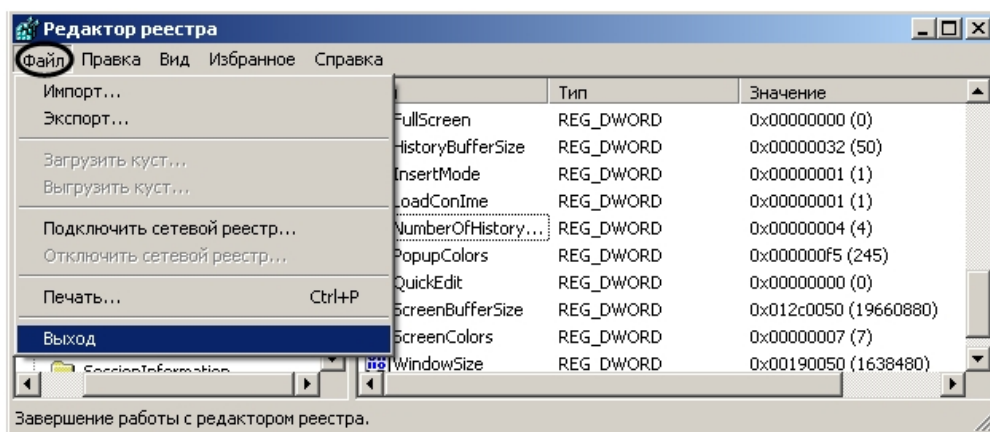 Редактор реестра
Файл Правка Вид Избранное Справка
Импорт...
Экспорт...
Загрузить куст...
Выгрузить куст...
Подключить сетевой реестр...
Отключить сетевой реестр...
Печать... Ctrl+P
Выход
Тип Значение
FullScreen REG_DWORD 0x00000000 (0)
HistoryBufferSize REG_DWORD 0x00000032 (50)
InsertMode REG_DWORD 0x00000001 (1)
LoadConIme REG_DWORD 0x00000001 (1)
NumberOfHistory... REG_DWORD 0x00000004 (4)
PopupColors REG_DWORD 0x000000f5 (245)
QuickEdit REG_DWORD 0x00000000 (0)
ScreenBufferSize REG_DWORD 0x012c0050 (19660880)
ScreenColors REG_DWORD 0x00000007 (7)
WindowSize REG_DWORD 0x00190050 (1638480)
SessionInformation
Завершение работы с редактором реестра.